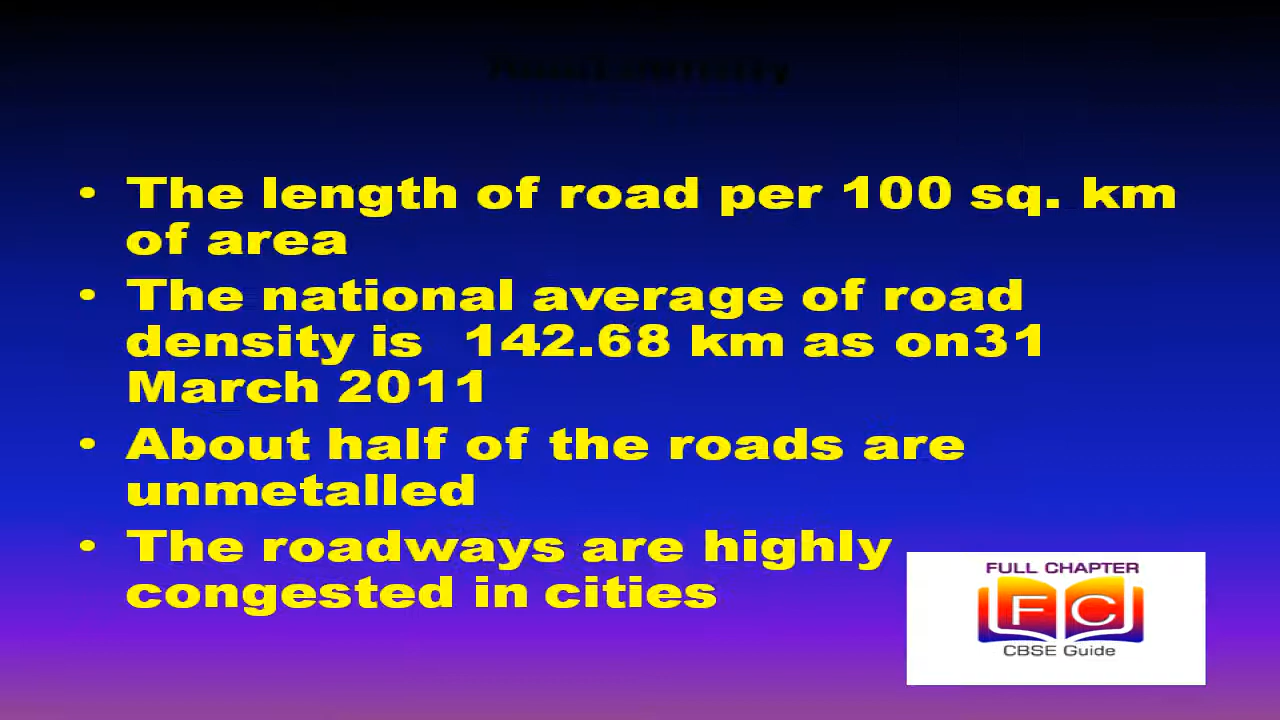 • The length of road per 100 sq. km
of area
• The national average of road
density is 142.68 km as on31
March 2011
• About half of the roads are
unmetalled
• The roadways are highly
congested in cities
FULL CHAPTER
FC
CBSE Guide